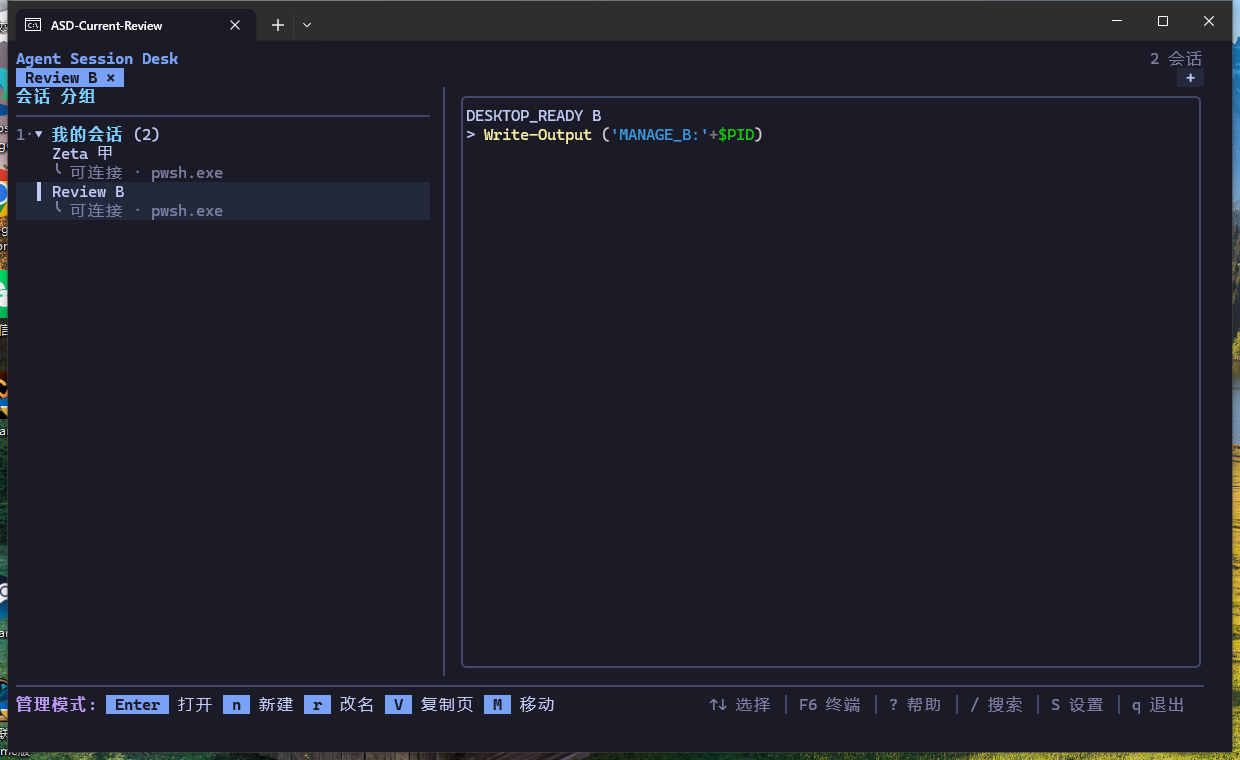 ASD-Current-Review
Agent Session Desk
2 会话
Review B ×
+
会话 分组
1·▾ 我的会话 (2)
Zeta 甲
╰ 可连接 · pwsh.exe
Review B
╰ 可连接 · pwsh.exe
DESKTOP_READY B
> Write-Output ('MANAGE_B:'+$PID)
管理模式: Enter 打开 n 新建 r 改名 V 复制页 M 移动
↑↓ 选择 │ F6 终端 │ ? 帮助 │ / 搜索 │ S 设置 │ q 退出